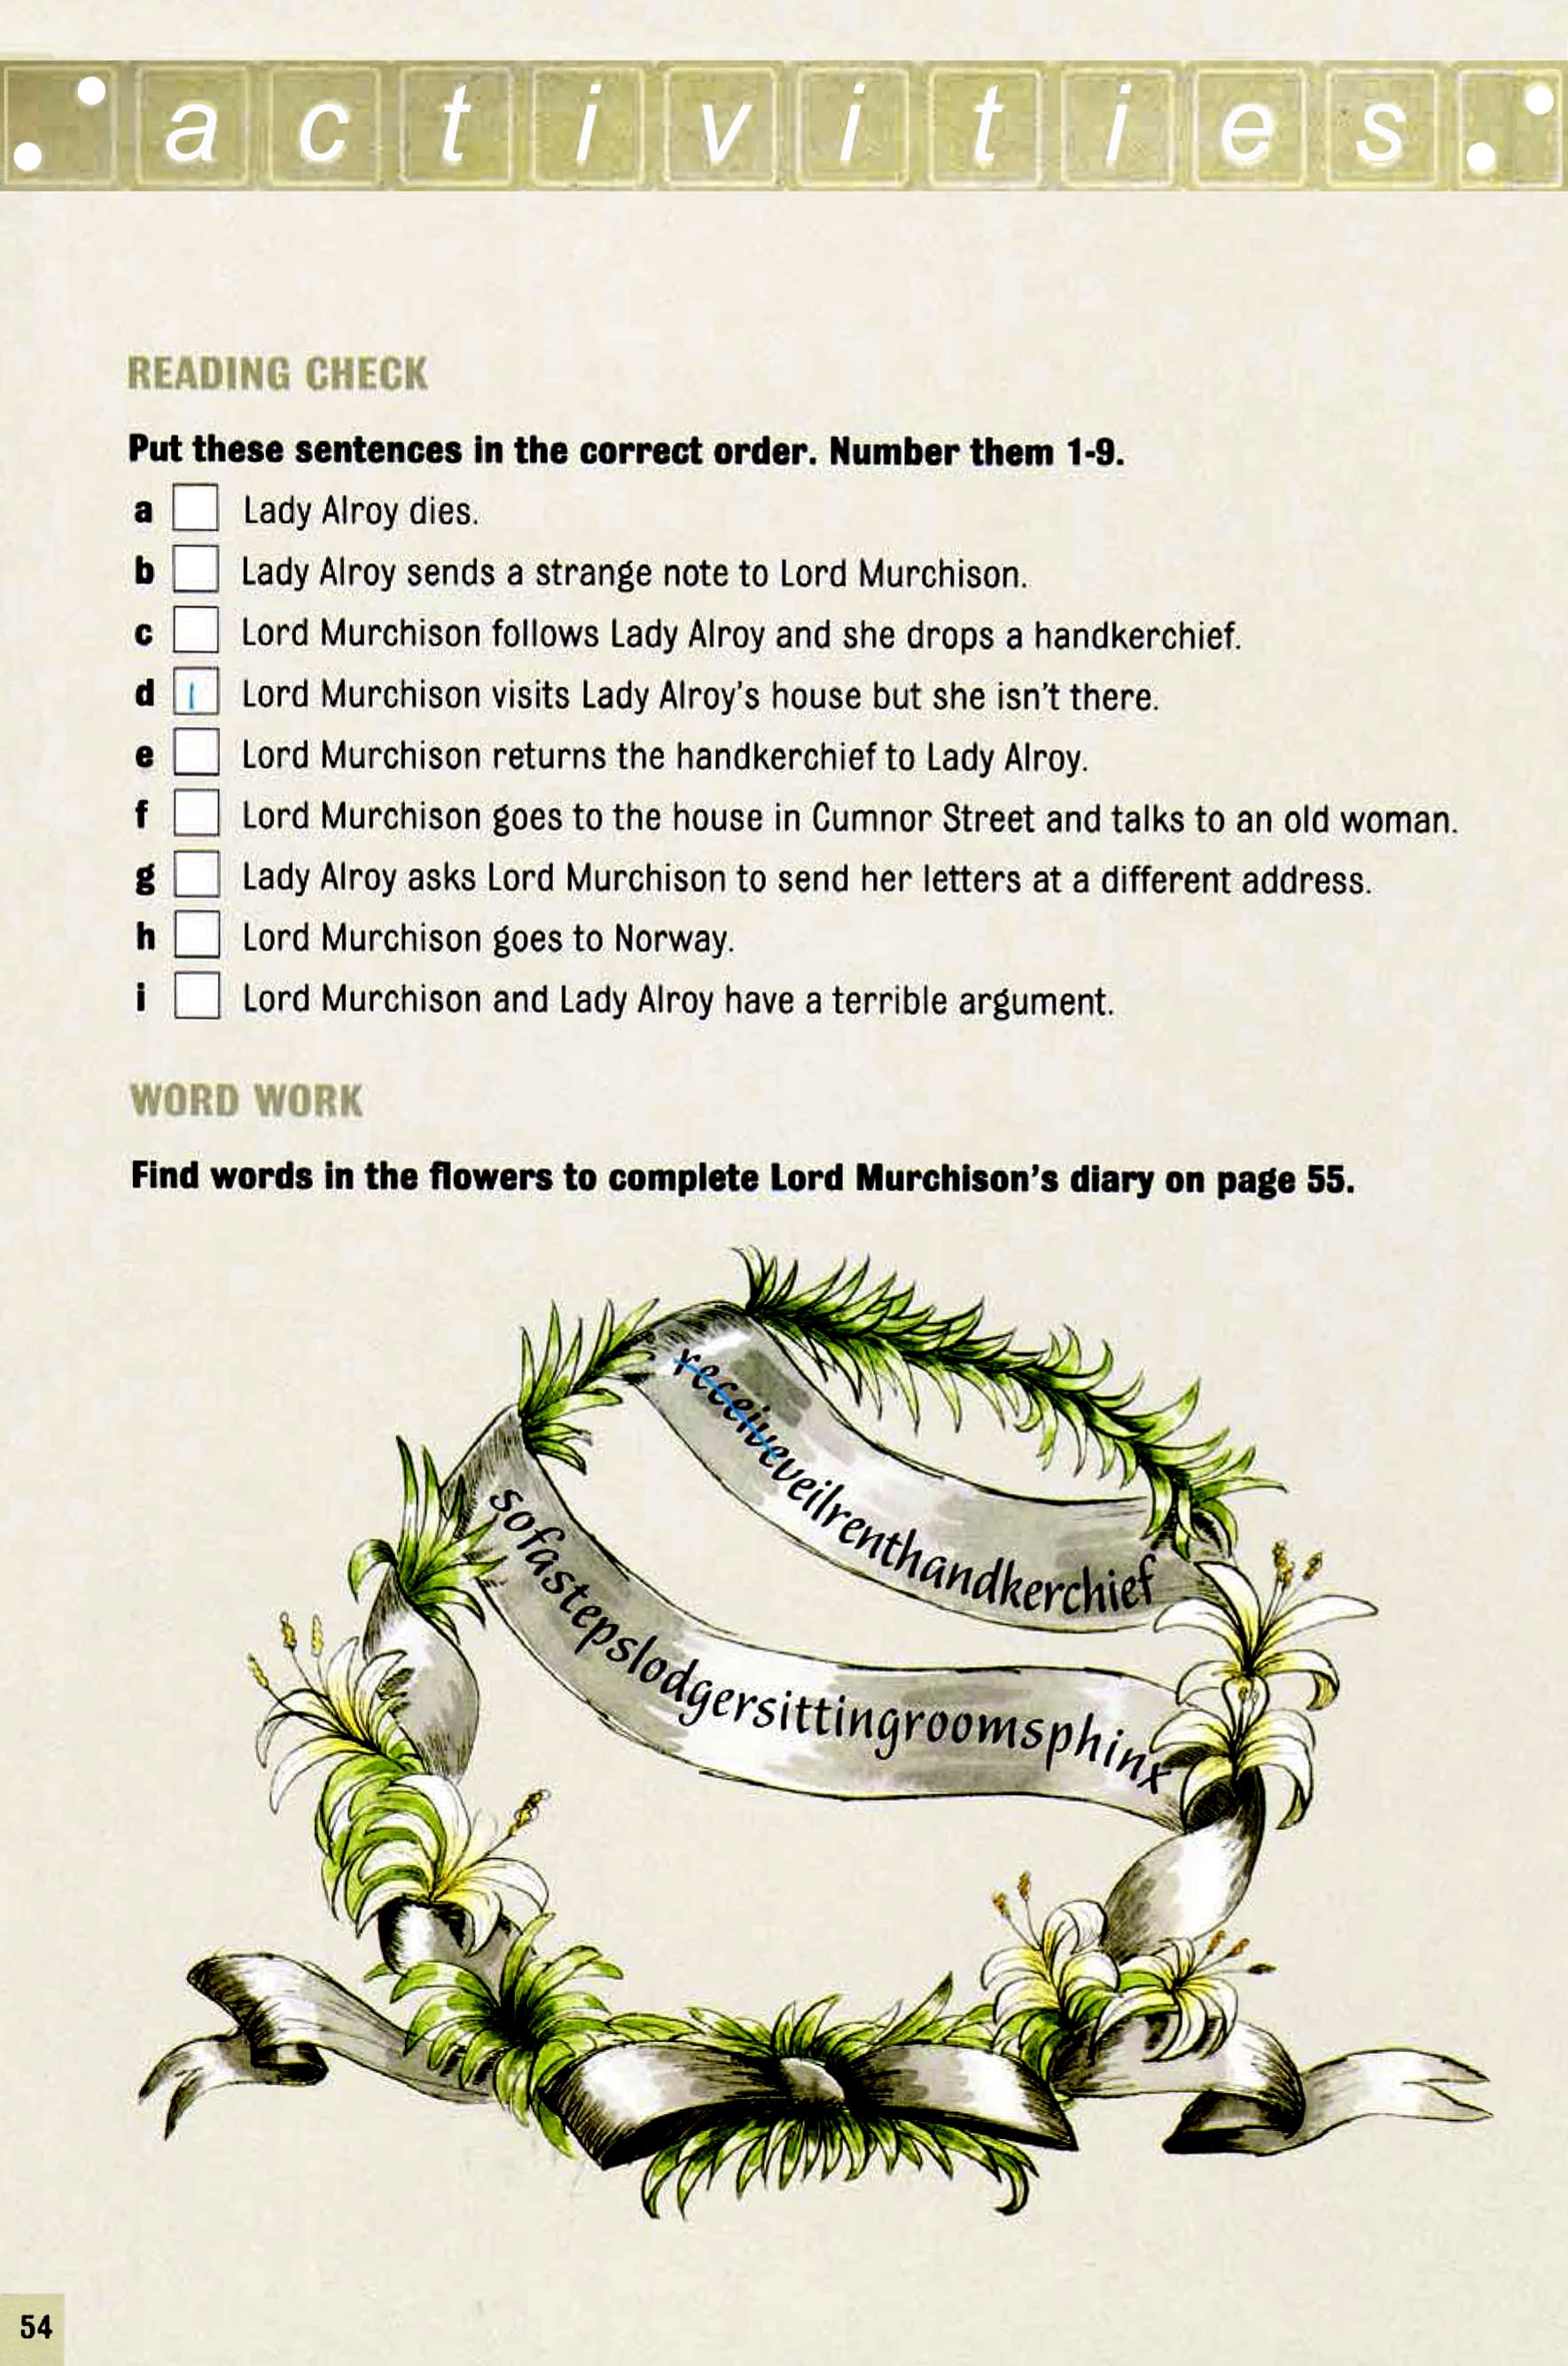 activities
READING CHECK
Put these sentences in the correct order. Number them 1-9.
a Lady Alroy dies.
b Lady Alroy sends a strange note to Lord Murchison.
c Lord Murchison follows Lady Alroy and she drops a handkerchief.
d 1 Lord Murchison visits Lady Alroy's house but she isn't there.
e Lord Murchison returns the handkerchief to Lady Alroy.
f Lord Murchison goes to the house in Cumnor Street and talks to an old woman.
g Lady Alroy asks Lord Murchison to send her letters at a different address.
h Lord Murchison goes to Norway.
i Lord Murchison and Lady Alroy have a terrible argument.
WORD WORK
Find words in the flowers to complete Lord Murchison's diary on page 55.
receiveveilrenthandkerchief
sofastepslodgersittingroomsphinx
54